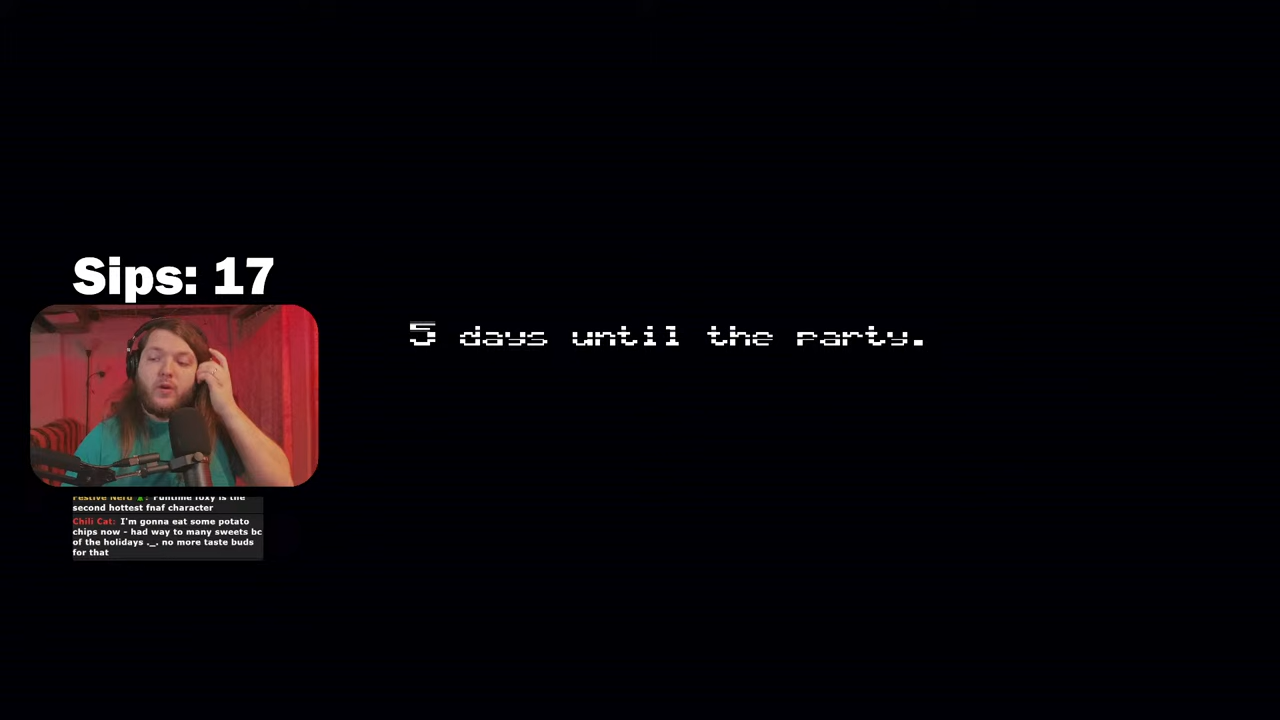 Sips: 17
5 days until the party.
Festive Nerd 🎄: Funtime foxy is the
second hottest fnaf character
Chili Cat: I'm gonna eat some potato
chips now - had way to many sweets bc
of the holidays ._. no more taste buds
for that